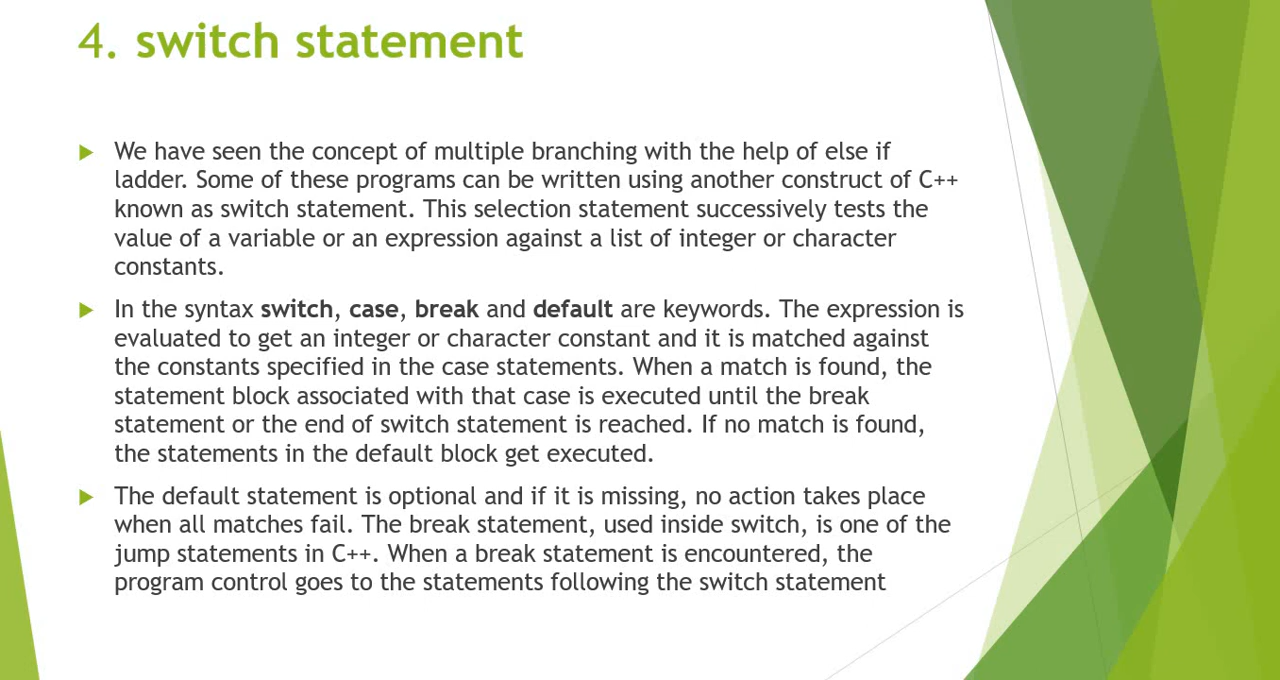 4. switch statement
We have seen the concept of multiple branching with the help of else if
ladder. Some of these programs can be written using another construct of C++
known as switch statement. This selection statement successively tests the
value of a variable or an expression against a list of integer or character
constants.
In the syntax switch, case, break and default are keywords. The expression is
evaluated to get an integer or character constant and it is matched against
the constants specified in the case statements. When a match is found, the
statement block associated with that case is executed until the break
statement or the end of switch statement is reached. If no match is found,
the statements in the default block get executed.
The default statement is optional and if it is missing, no action takes place
when all matches fail. The break statement, used inside switch, is one of the
jump statements in C++. When a break statement is encountered, the
program control goes to the statements following the switch statement